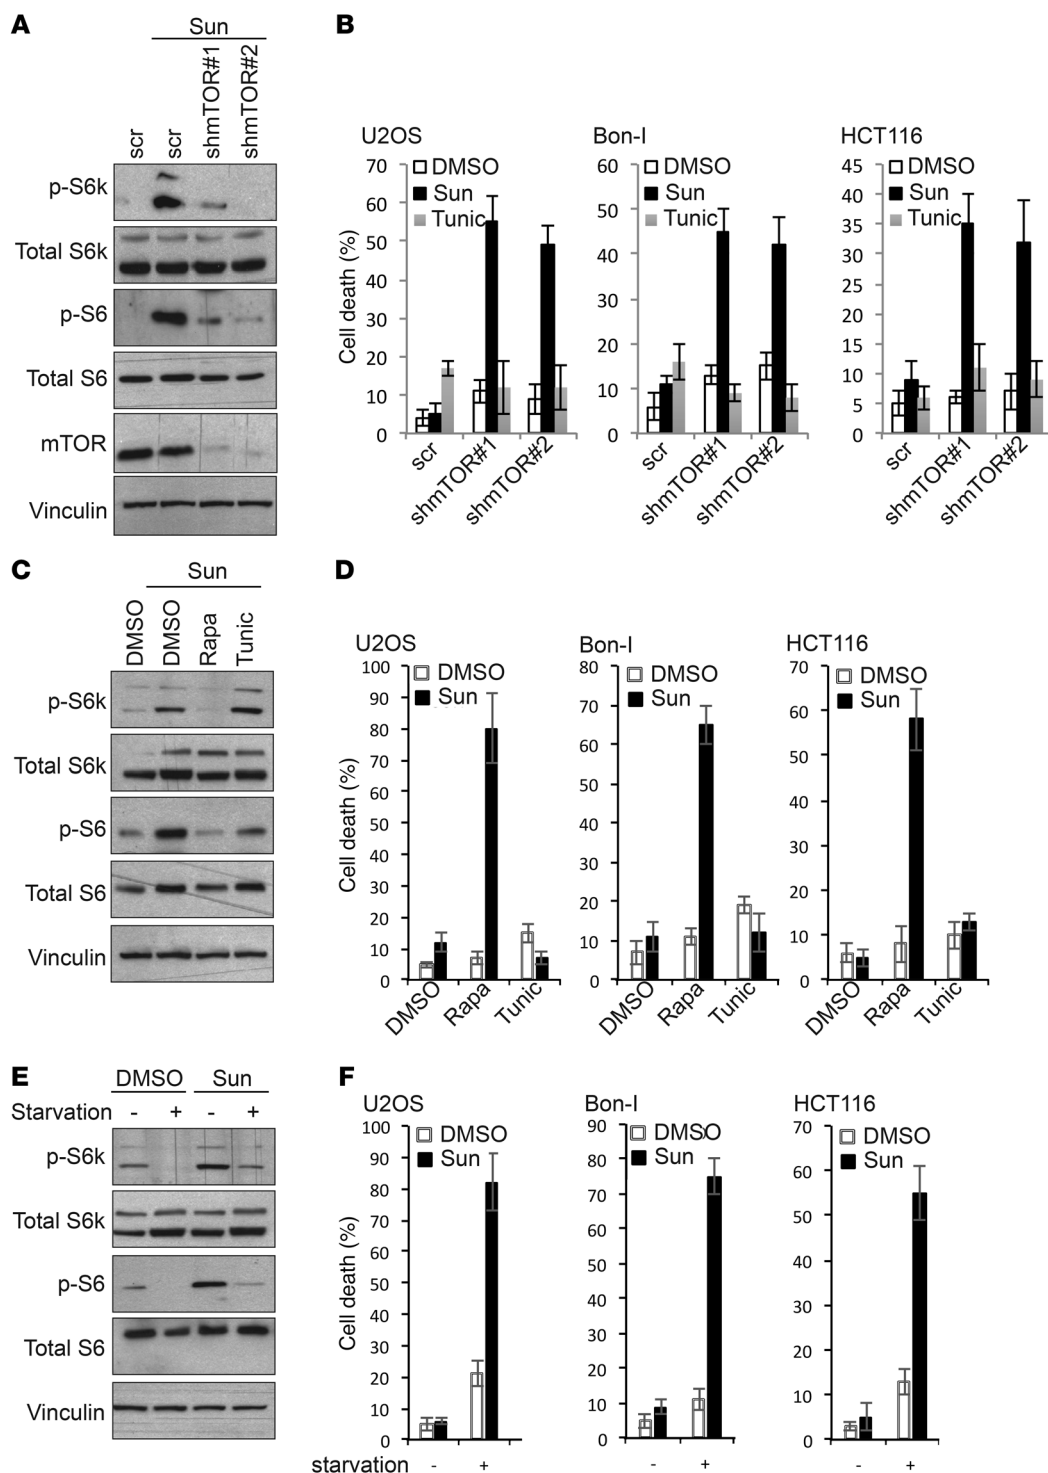 A
Sun
scr
scr
shmTOR#1
shmTOR#2
p-S6k
Total S6k
p-S6
Total S6
mTOR
Vinculin
B
U2OS
Cell death (%)
70
60
50
40
30
20
10
0
DMSO
Sun
Tunic
scr
shmTOR#1
shmTOR#2
Bon-I
60
50
40
30
20
10
0
DMSO
Sun
Tunic
scr
shmTOR#1
shmTOR#2
HCT116
45
40
35
30
25
20
15
10
5
0
DMSO
Sun
Tunic
scr
shmTOR#1
shmTOR#2
C
Sun
DMSO
DMSO
Rapa
Tunic
p-S6k
Total S6k
p-S6
Total S6
Vinculin
D
U2OS
Cell death (%)
100
90
80
70
60
50
40
30
20
10
0
DMSO
Sun
DMSO
Rapa
Tunic
Bon-I
80
70
60
50
40
30
20
10
0
DMSO
Sun
DMSO
Rapa
Tunic
HCT116
70
60
50
40
30
20
10
0
DMSO
Sun
DMSO
Rapa
Tunic
E
DMSO Sun
Starvation - + - +
p-S6k
Total S6k
p-S6
Total S6
Vinculin
F
U2OS
Cell death (%)
100
90
80
70
60
50
40
30
20
10
0
DMSO
Sun
starvation - +
Bon-I
90
80
70
60
50
40
30
20
10
0
DMSO
Sun
- +
HCT116
70
60
50
40
30
20
10
0
DMSO
Sun
- +